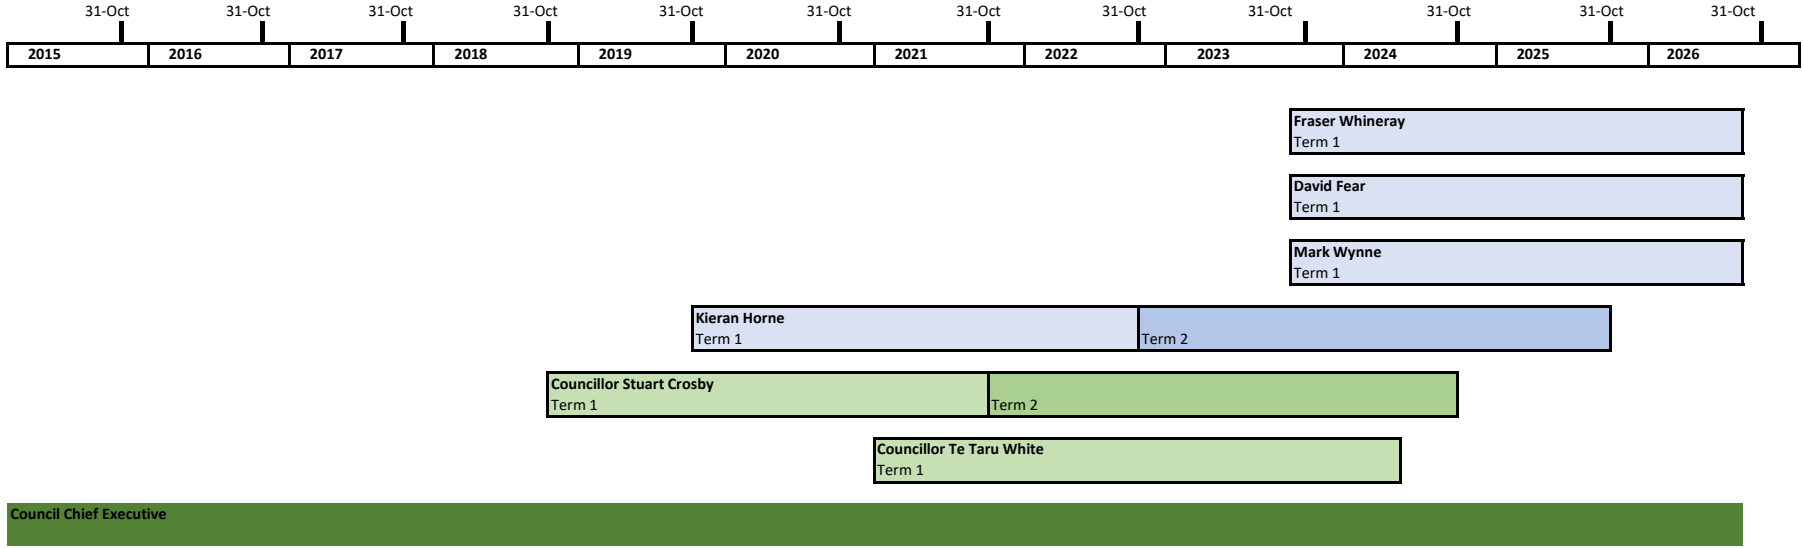 31-Oct 31-Oct 31-Oct 31-Oct 31-Oct 31-Oct 31-Oct 31-Oct 31-Oct 31-Oct 31-Oct 31-Oct
2015 2016 2017 2018 2019 2020 2021 2022 2023 2024 2025 2026
Fraser Whineray
Term 1
David Fear
Term 1
Mark Wynne
Term 1
Kieran Horne
Term 1 Term 2
Councillor Stuart Crosby
Term 1 Term 2
Councillor Te Taru White
Term 1
Council Chief Executive